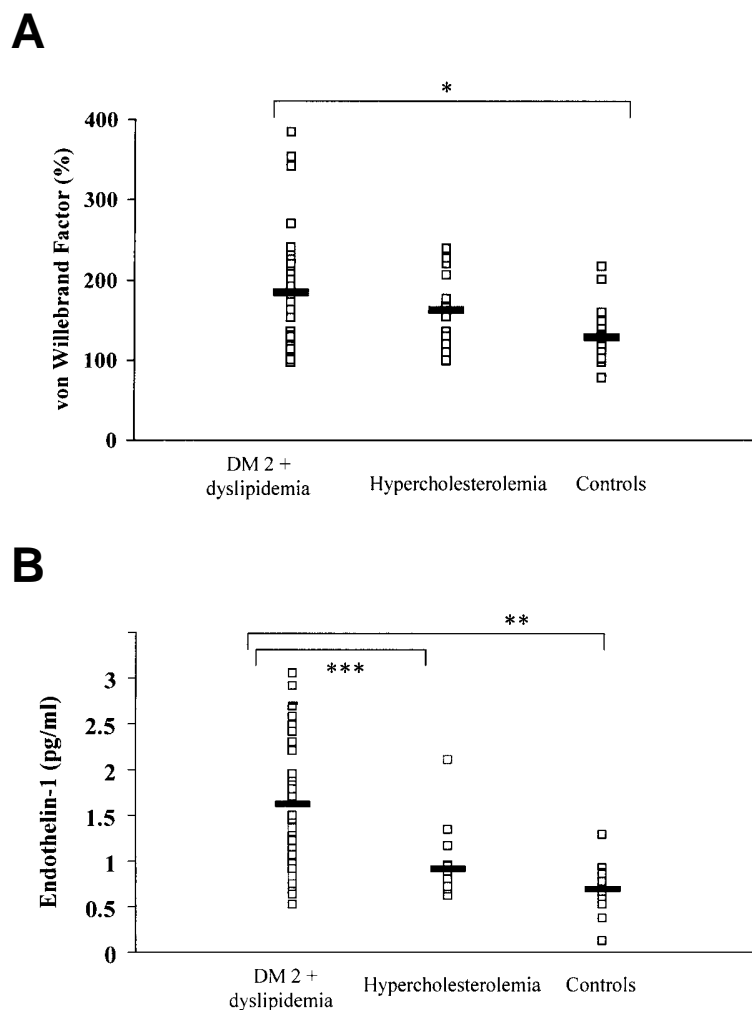 A
*
400
300
200
100
0
von Willebrand Factor (%)
DM 2 +
dyslipidemia
Hypercholesterolemia
Controls
B
**
***
3
2.5
2
1.5
1
0.5
0
Endothelin-1 (pg/ml)
DM 2 +
dyslipidemia
Hypercholesterolemia
Controls